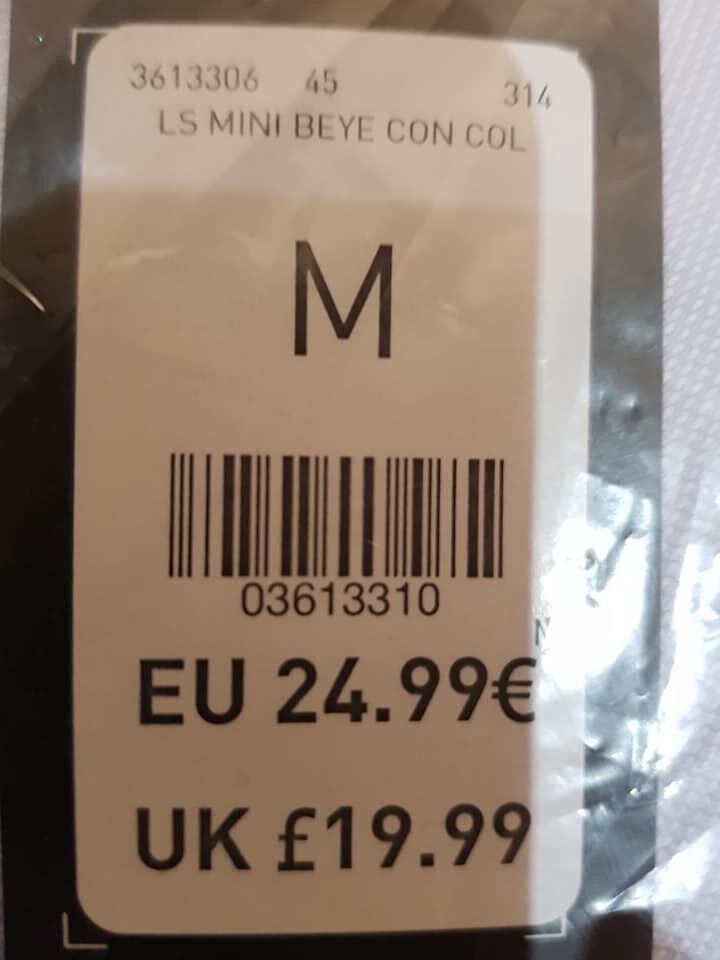 3613306 45 314
LS MINI BEYE CON COL
M
03613310
EU 24.99€
UK £19.99